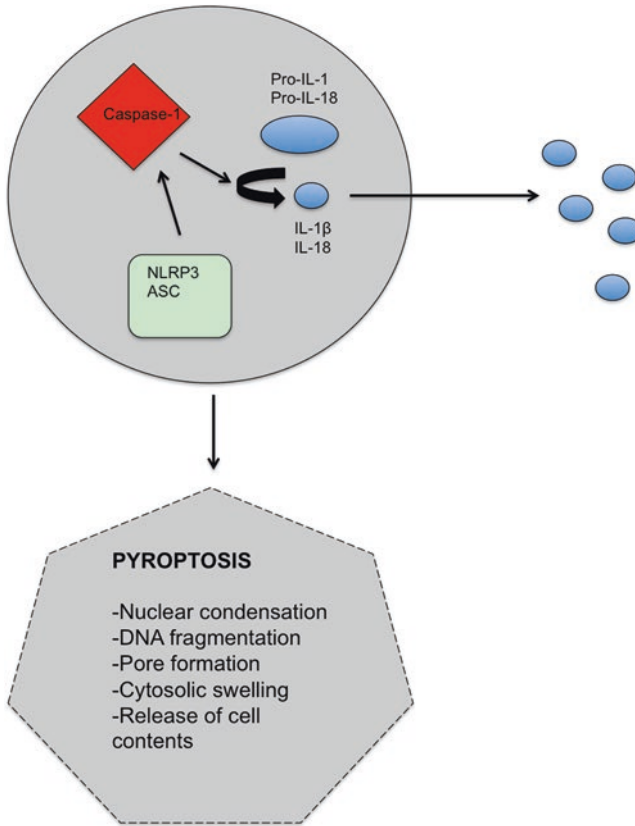 Pro-IL-1
Pro-IL-18
Caspase-1
IL-1β
IL-18
NLRP3
ASC
PYROPTOSIS
-Nuclear condensation
-DNA fragmentation
-Pore formation
-Cytosolic swelling
-Release of cell
contents